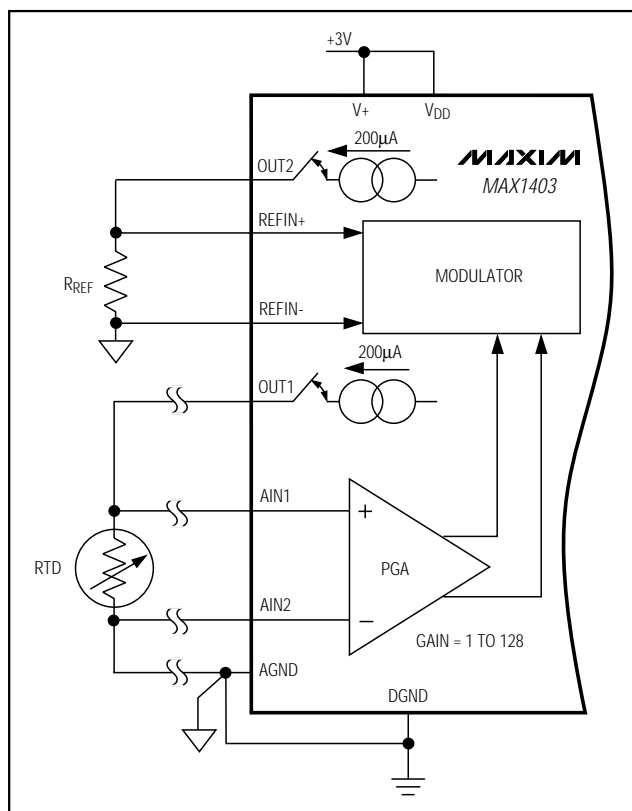 +3V
V+
VDD
200µA
OUT2
MAXIM
MAX1403
REFIN+
MODULATOR
RREF
REFIN-
200µA
OUT1
AIN1
+
RTD
PGA
AIN2
−
GAIN = 1 TO 128
AGND
DGND